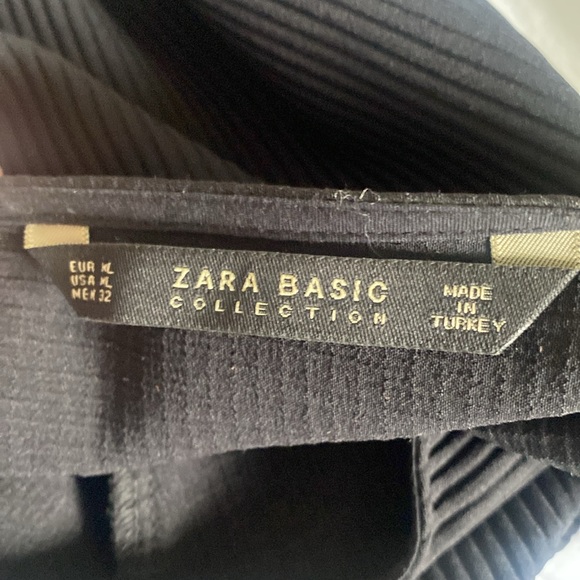 EUR XL
USA XL
MEX 32
ZARA BASIC
COLLECTION
MADE
IN
TURKEY